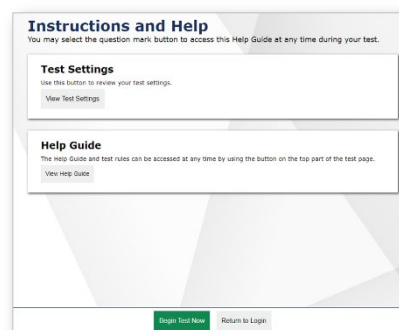 Instructions and Help
You may select the question mark button to access this Help Guide at any time during your test.
Test Settings
Use this button to review your test settings.
View Test Settings
Help Guide
The Help Guide and test rules can be accessed at any time by using the button on the top part of the test page.
View Help Guide
Begin Test Now
Return to Login